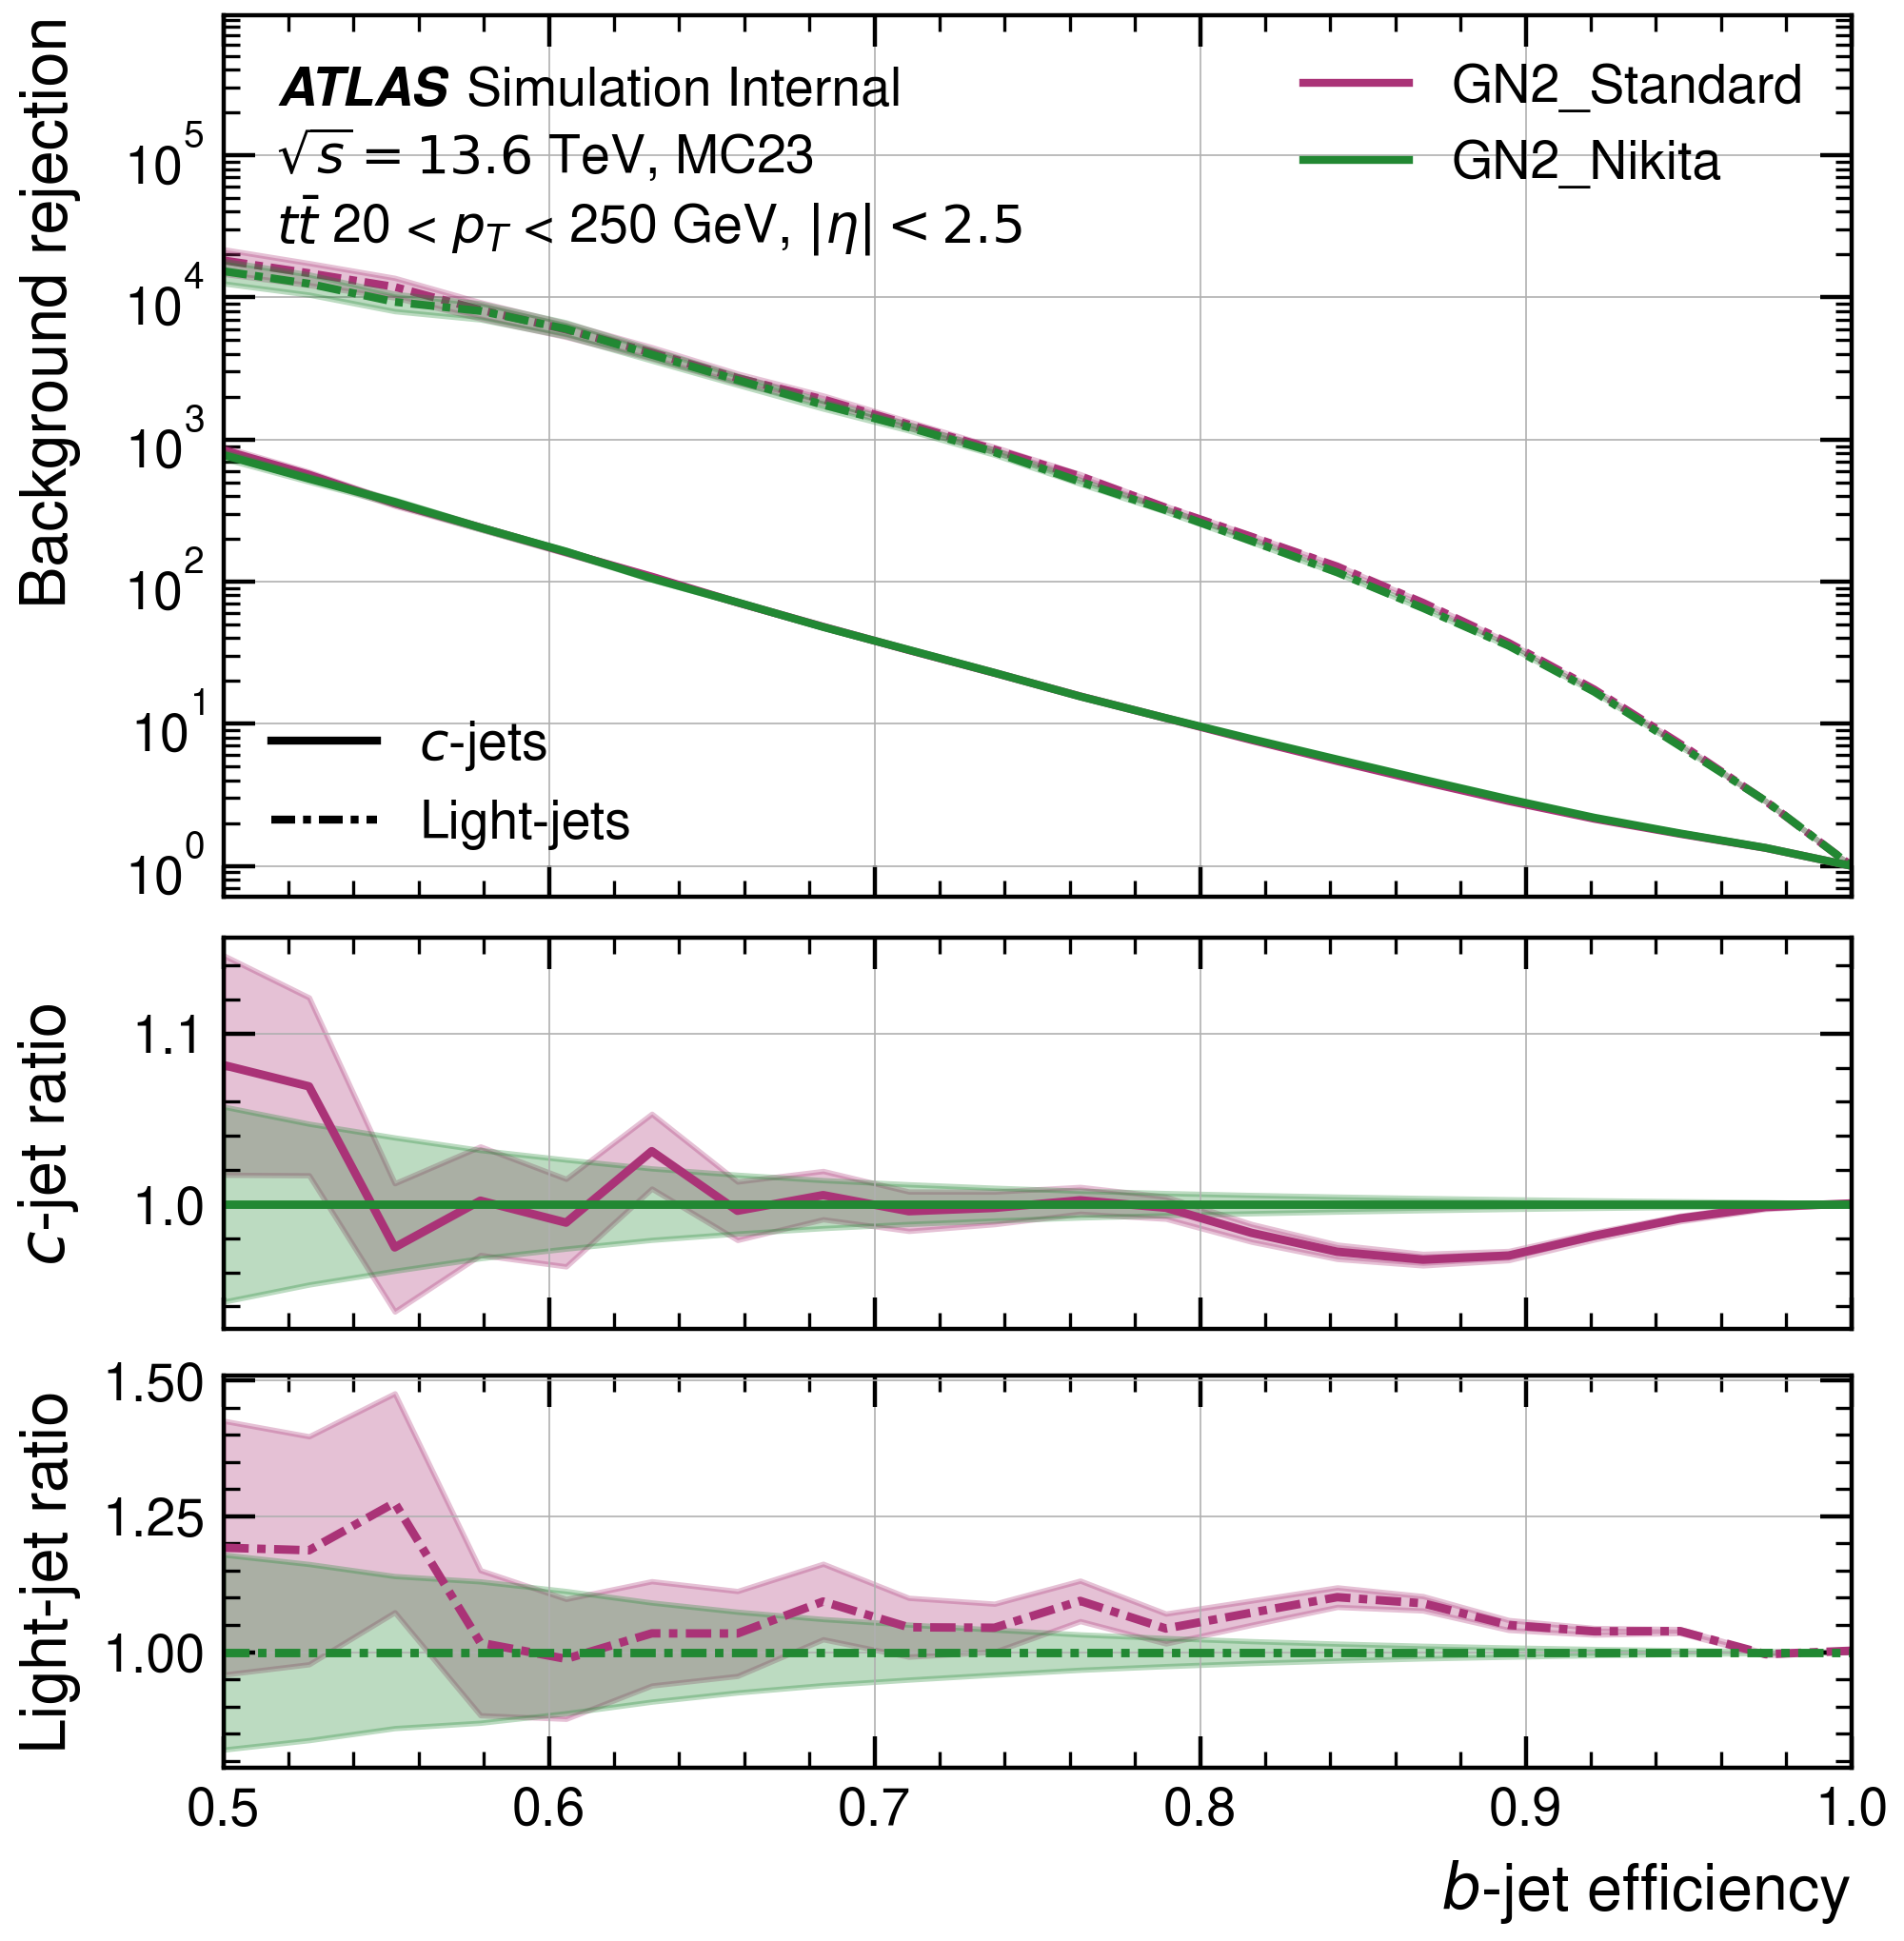 Background rejection
10^5
10^4
10^3
10^2
10^1
10^0
ATLAS Simulation Internal
√s = 13.6 TeV, MC23
tt̄ 20 < p_T < 250 GeV, |η| < 2.5
GN2_Standard
GN2_Nikita
c-jets
Light-jets
c-jet ratio
1.1
1.0
Light-jet ratio
1.50
1.25
1.00
0.5 0.6 0.7 0.8 0.9 1.0
b-jet efficiency